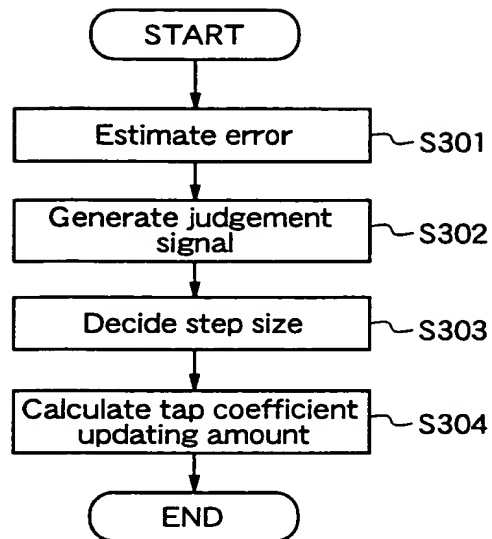 START
Estimate error
S301
Generate judgement
signal
S302
Decide step size
S303
Calculate tap coefficient
updating amount
S304
END